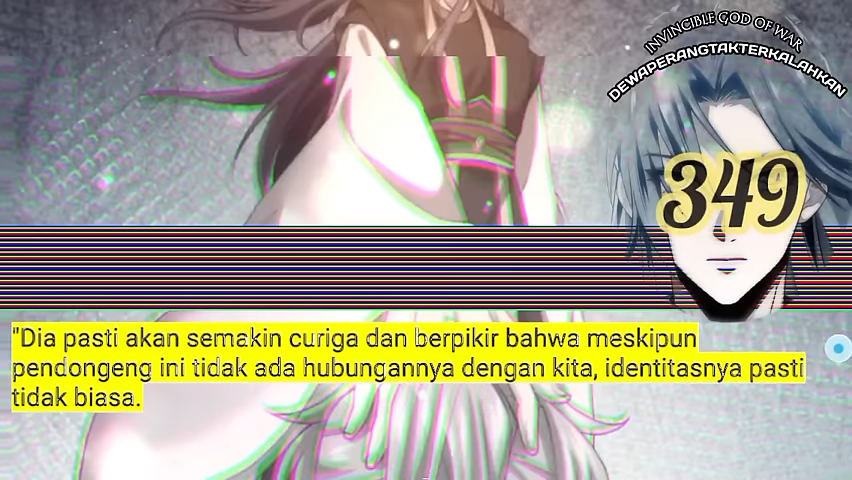 INVINCIBLE GOD OF WAR
DEWAPERANGTAKTERKALAHKAN
349
"Dia pasti akan semakin curiga dan berpikir bahwa meskipun
pendongeng ini tidak ada hubungannya dengan kita, identitasnya pasti
tidak biasa.